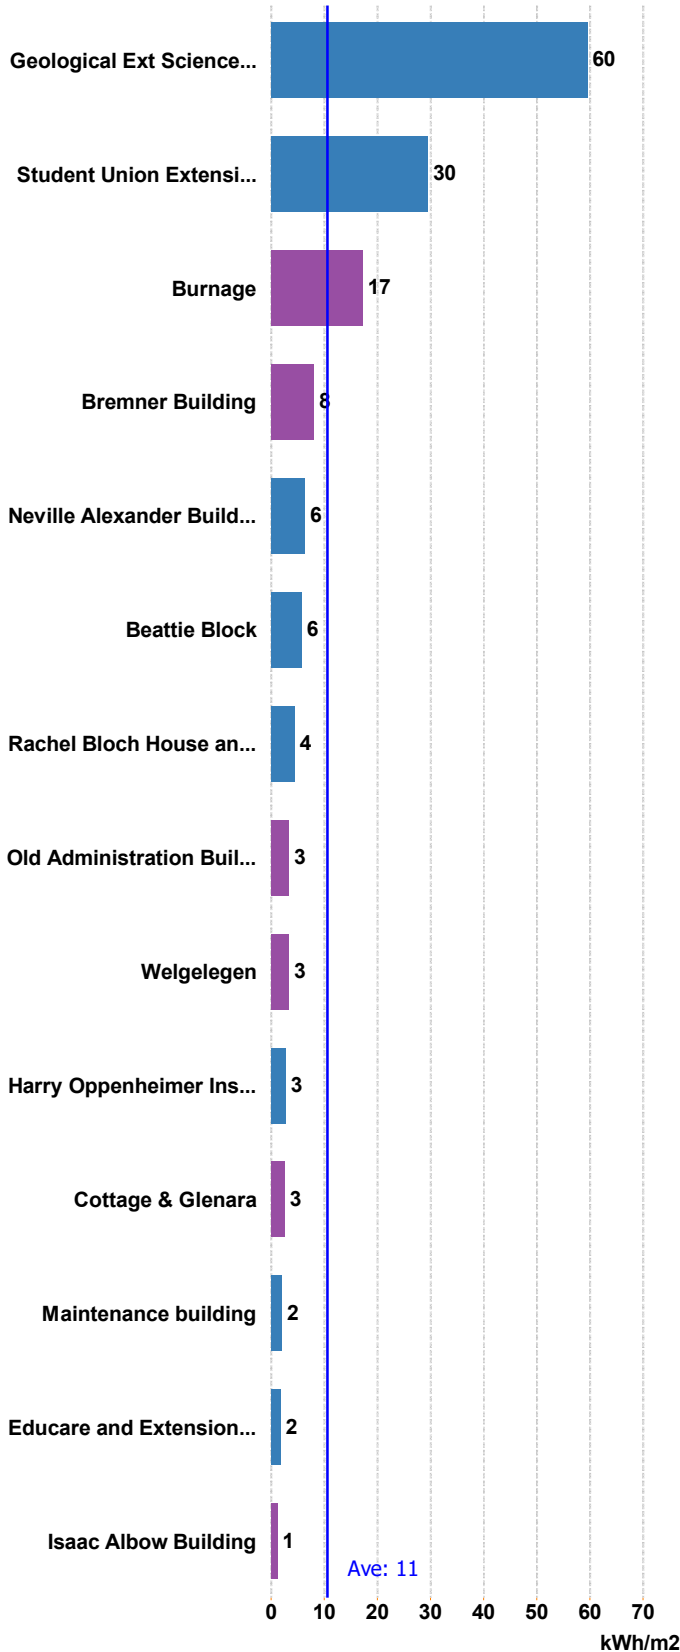 Geological Ext Science... 60
Student Union Extensi... 30
Burnage 17
Bremner Building 8
Neville Alexander Build... 6
Beattie Block 6
Rachel Bloch House an... 4
Old Administration Buil... 3
Welgelegen 3
Harry Oppenheimer Ins... 3
Cottage & Glenara 3
Maintenance building 2
Educare and Extension... 2
Isaac Albow Building 1
Ave: 11
0 10 20 30 40 50 60 70
kWh/m2